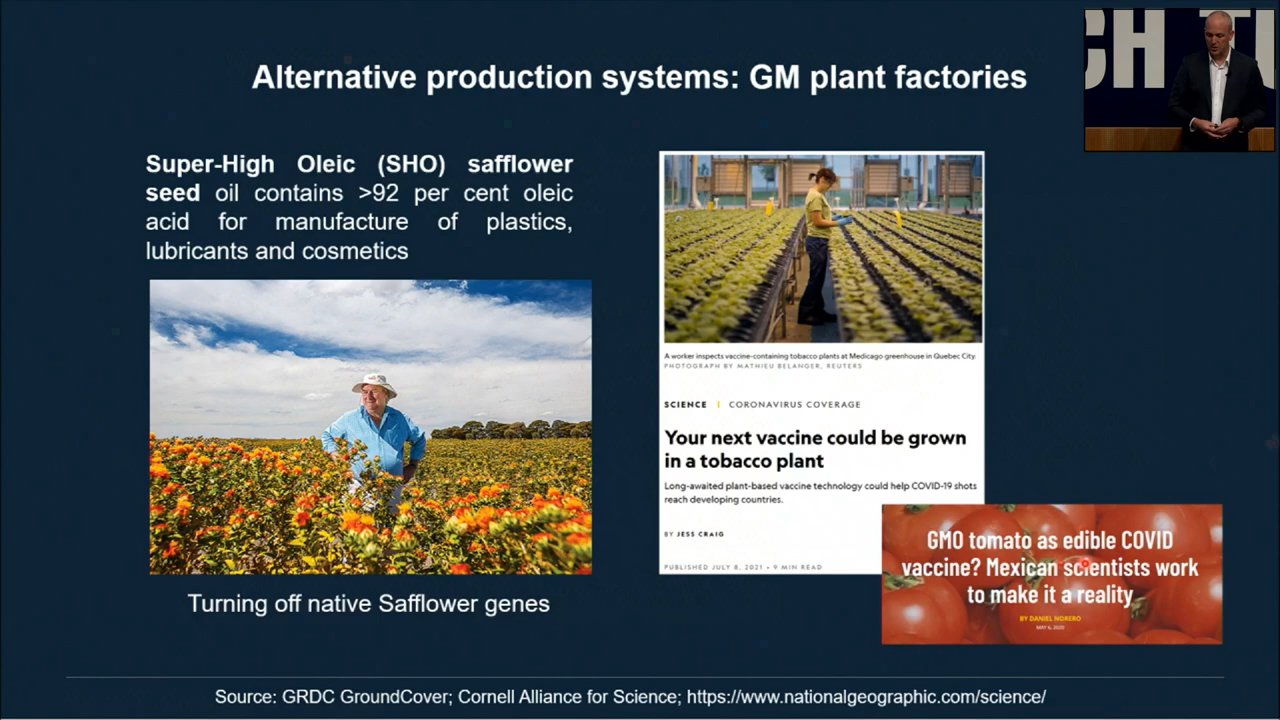 Alternative production systems: GM plant factories
Super-High Oleic (SHO) safflower
seed oil contains >92 per cent oleic
acid for manufacture of plastics,
lubricants and cosmetics
Turning off native Safflower genes
A worker inspects vaccine-containing tobacco plants at Medicago greenhouse in Quebec City.
PHOTOGRAPH BY MATHIEU BELANGER, REUTERS
SCIENCE | CORONAVIRUS COVERAGE
Your next vaccine could be grown
in a tobacco plant
Long-awaited plant-based vaccine technology could help COVID-19 shots
reach developing countries.
BY JESS CRAIG
PUBLISHED JULY 8, 2021 • 9 MIN READ
GMO tomato as edible COVID
vaccine? Mexican scientists work
to make it a reality
BY DANIEL NORERO
MAY 6, 2020
Source: GRDC GroundCover; Cornell Alliance for Science; https://www.nationalgeographic.com/science/